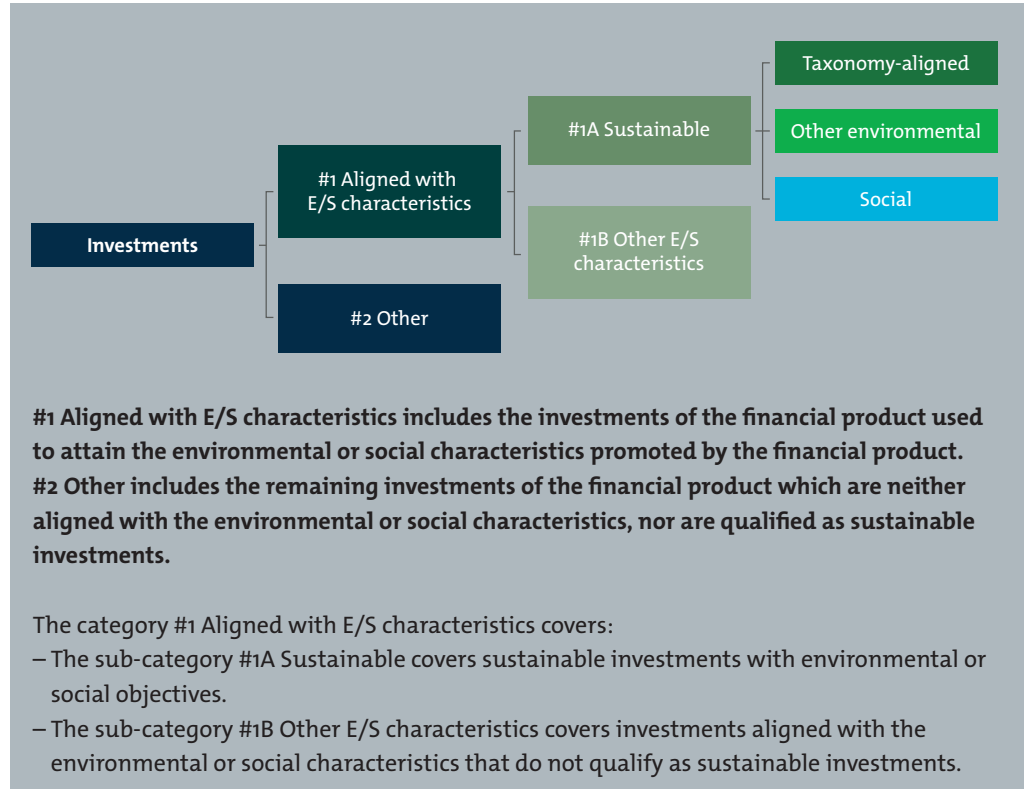 Taxonomy-aligned
#1A Sustainable
Other environmental
#1 Aligned with
E/S characteristics
Social
Investments
#1B Other E/S
characteristics
#2 Other
#1 Aligned with E/S characteristics includes the investments of the financial product used
to attain the environmental or social characteristics promoted by the financial product.
#2 Other includes the remaining investments of the financial product which are neither
aligned with the environmental or social characteristics, nor are qualified as sustainable
investments.
The category #1 Aligned with E/S characteristics covers:
– The sub-category #1A Sustainable covers sustainable investments with environmental or
social objectives.
– The sub-category #1B Other E/S characteristics covers investments aligned with the
environmental or social characteristics that do not qualify as sustainable investments.